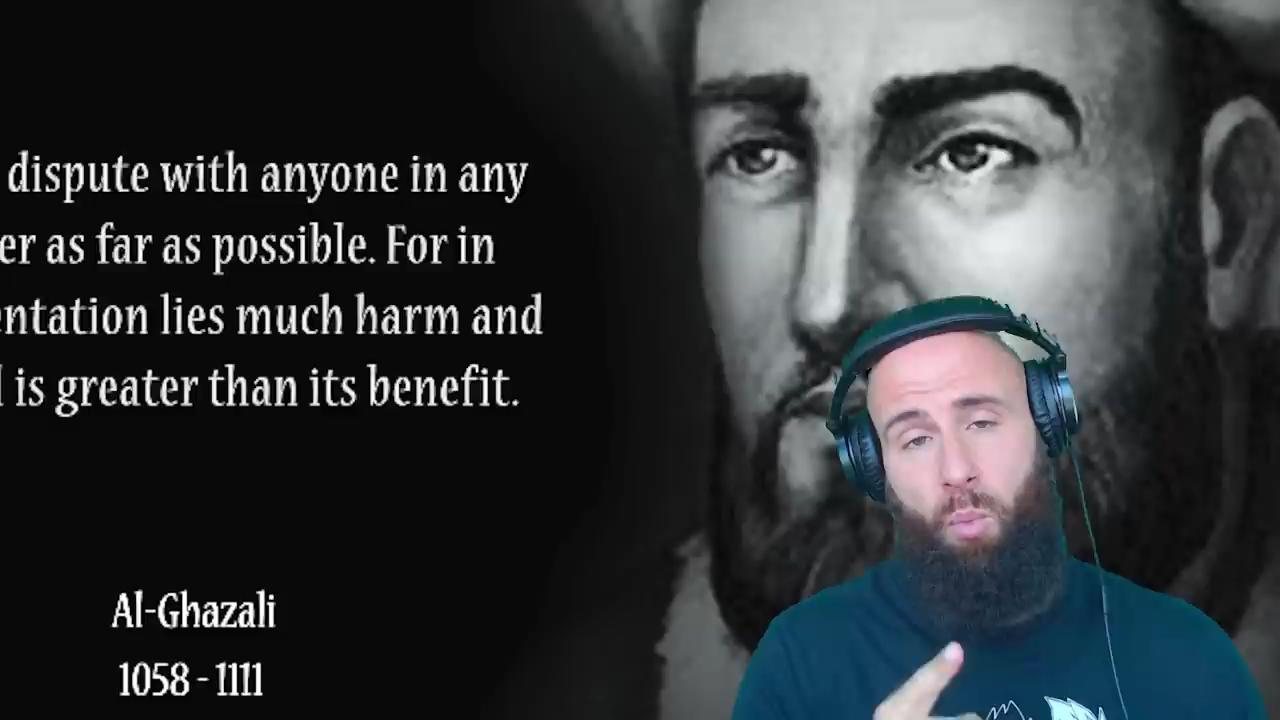 dispute with anyone in any
er as far as possible. For in
entation lies much harm and
is greater than its benefit.
Al-Ghazali
1058 - 1111